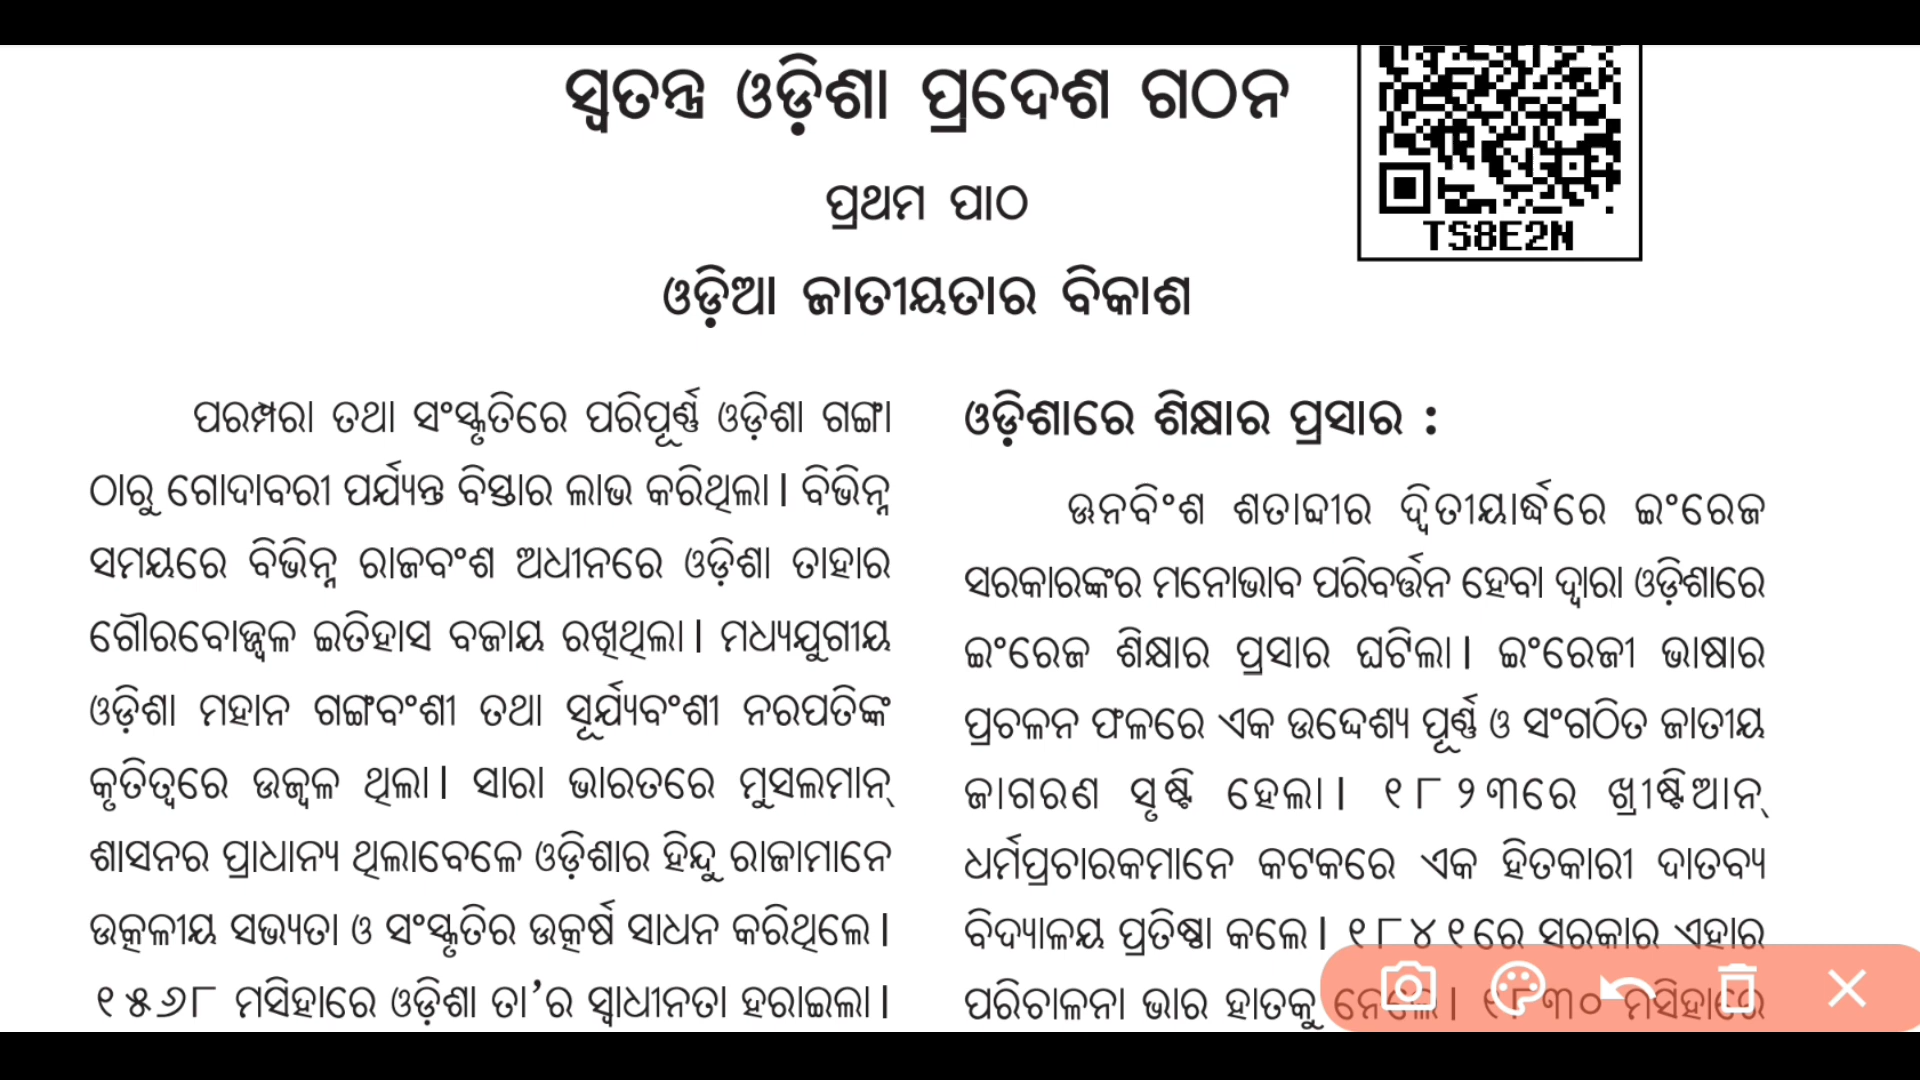 ସ୍ୱତନ୍ତ୍ର ଓଡ଼ିଶା ପ୍ରଦେଶ ଗଠନ
TS8E2N
ପ୍ରଥମ ପାଠ
ଓଡ଼ିଆ ଜାତୀୟତାର ବିକାଶ
ପରମ୍ପରା ତଥା ସଂସ୍କୃତିରେ ପରିପୂର୍ଣ୍ଣ ଓଡ଼ିଶା ଗଙ୍ଗା
ଠାରୁ ଗୋଦାବରୀ ପର୍ଯ୍ୟନ୍ତ ବିସ୍ତାର ଲାଭ କରିଥିଲା। ବିଭିନ୍ନ
ସମୟରେ ବିଭିନ୍ନ ରାଜବଂଶ ଅଧୀନରେ ଓଡ଼ିଶା ତାହାର
ଗୌରବୋଜ୍ଜ୍ୱଳ ଇତିହାସ ବଜାୟ ରଖିଥିଲା। ମଧ୍ୟଯୁଗୀୟ
ଓଡ଼ିଶା ମହାନ ଗଙ୍ଗବଂଶୀ ତଥା ସୂର୍ଯ୍ୟବଂଶୀ ନରପତିଙ୍କ
କୃତିତ୍ୱରେ ଉଜ୍ଜ୍ୱଳ ଥିଲା। ସାରା ଭାରତରେ ମୁସଲମାନ୍
ଶାସନର ପ୍ରାଧାନ୍ୟ ଥିଲାବେଳେ ଓଡ଼ିଶାର ହିନ୍ଦୁ ରାଜାମାନେ
ଉତ୍କଳୀୟ ସଭ୍ୟତା ଓ ସଂସ୍କୃତିର ଉତ୍କର୍ଷ ସାଧନ କରିଥିଲେ।
୧୫୬୮ ମସିହାରେ ଓଡ଼ିଶା ତା’ର ସ୍ୱାଧୀନତା ହରାଇଲା।
ଓଡ଼ିଶାରେ ଶିକ୍ଷାର ପ୍ରସାର :
ଊନବିଂଶ ଶତାବ୍ଦୀର ଦ୍ୱିତୀୟାର୍ଦ୍ଧରେ ଇଂରେଜ
ସରକାରଙ୍କର ମନୋଭାବ ପରିବର୍ତ୍ତନ ହେବା ଦ୍ୱାରା ଓଡ଼ିଶାରେ
ଇଂରେଜ ଶିକ୍ଷାର ପ୍ରସାର ଘଟିଲା। ଇଂରେଜୀ ଭାଷାର
ପ୍ରଚଳନ ଫଳରେ ଏକ ଉଦ୍ଦେଶ୍ୟ ପୂର୍ଣ୍ଣ ଓ ସଂଗଠିତ ଜାତୀୟ
ଜାଗରଣ ସୃଷ୍ଟି ହେଲା। ୧୮୨୩ରେ ଖ୍ରୀଷ୍ଟିଆନ୍
ଧର୍ମପ୍ରଚାରକମାନେ କଟକରେ ଏକ ହିତକାରୀ ଦାତବ୍ୟ
ବିଦ୍ୟାଳୟ ପ୍ରତିଷ୍ଠା କଲେ। ୧୮୪୧ରେ ସରକାର ଏହାର
ପରିଚାଳନା ଭାର ହାତକୁ ନେଲେ। ୧୮୩୦ ମସିହାରେ